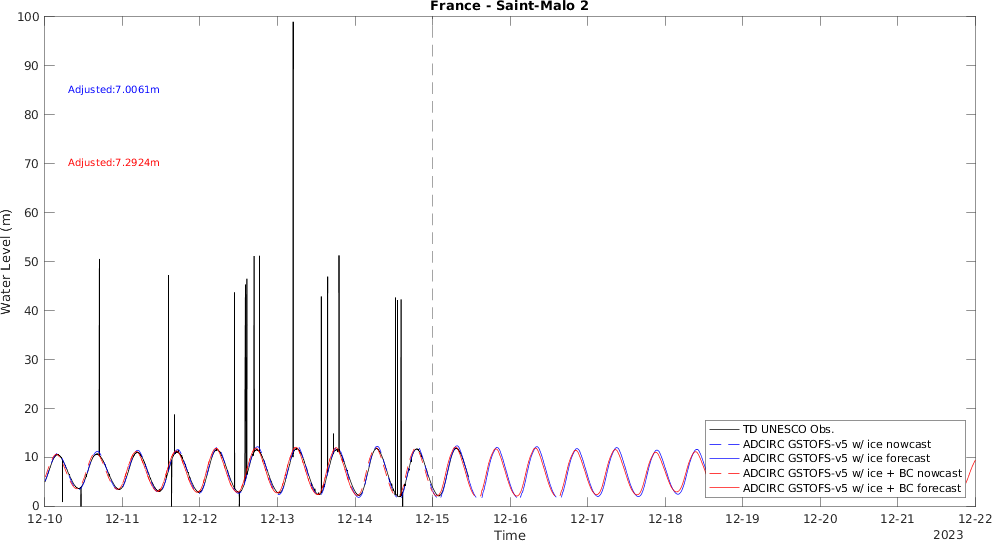 France - Saint-Malo 2
100
90
80
70
60
50
40
30
20
10
0
Water Level (m)
Adjusted:7.0061m
Adjusted:7.2924m
TD UNESCO Obs.
ADCIRC GSTOFS-v5 w/ ice nowcast
ADCIRC GSTOFS-v5 w/ ice forecast
ADCIRC GSTOFS-v5 w/ ice + BC nowcast
ADCIRC GSTOFS-v5 w/ ice + BC forecast
12-10 12-11 12-12 12-13 12-14 12-15 12-16 12-17 12-18 12-19 12-20 12-21 12-22
Time
2023